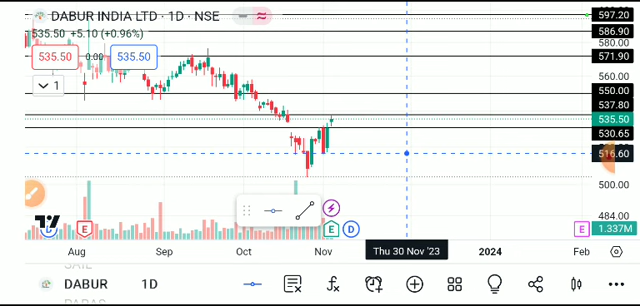 DABUR INDIA LTD · 1D · NSE
535.50 +5.10 (+0.96%)
535.50 0.00 535.50
1
597.20
586.90
580.00
571.90
560.00
550.00
537.80
535.50
530.65
516.60
500.00
484.00
1.337M
D E E D E
Aug Sep Oct Nov Thu 30 Nov '23 2024
DABUR 1D